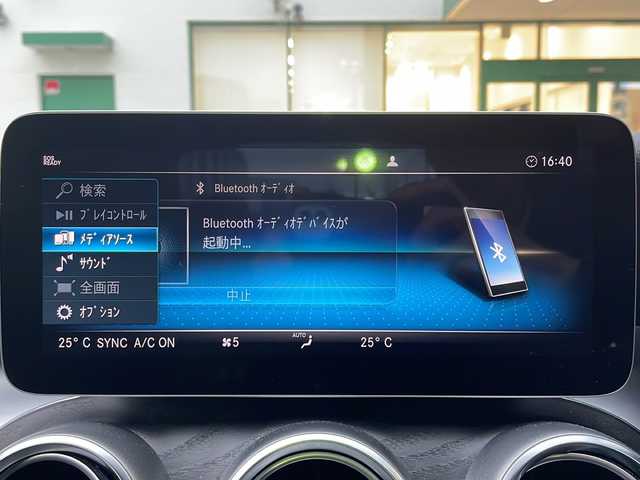 SOS
READY
16:40
検索
Bluetooth ｵｰﾃﾞｨｵ
ﾌﾟﾚｲｺﾝﾄﾛｰﾙ
ﾒﾃﾞｨｱｿｰｽ
ｻｳﾝﾄﾞ
全画面
ｵﾌﾟｼｮﾝ
Bluetooth ｵｰﾃﾞｨｵﾃﾞﾊﾞｲｽが
起動中...
中止
25° C SYNC A/C ON
5
AUTO
25° C